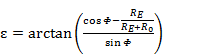 ε = arctan((cos Φ − R_E/(R_E+R_0))/sin Φ)